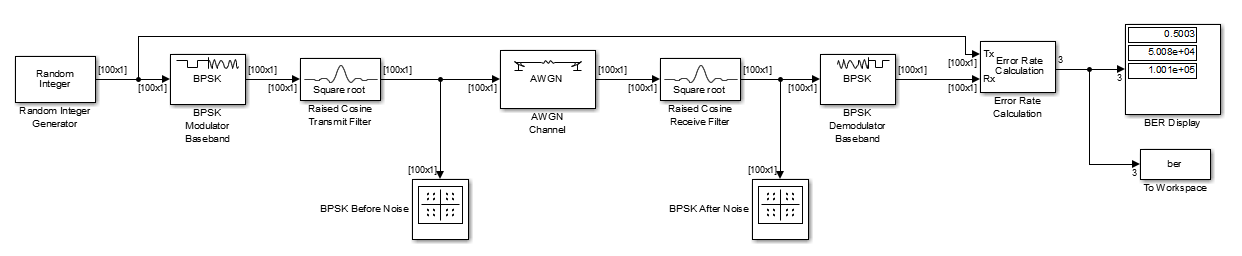 Random
Integer
Random Integer
Generator
[100x1]
[100x1]
BPSK
BPSK
Modulator
Baseband
[100x1]
[100x1]
Square root
Raised Cosine
Transmit Filter
[100x1]
[100x1]
BPSK Before Noise
[100x1]
AWGN
AWGN
Channel
[100x1]
[100x1]
Square root
Raised Cosine
Receive Filter
[100x1]
[100x1]
BPSK After Noise
[100x1]
BPSK
BPSK
Demodulator
Baseband
[100x1]
[100x1]
[100x1]
Tx
Error Rate
Calculation
Rx
Error Rate
Calculation
3
3
0.5003
5.008e+04
1.001e+05
BER Display
3
ber
To Workspace